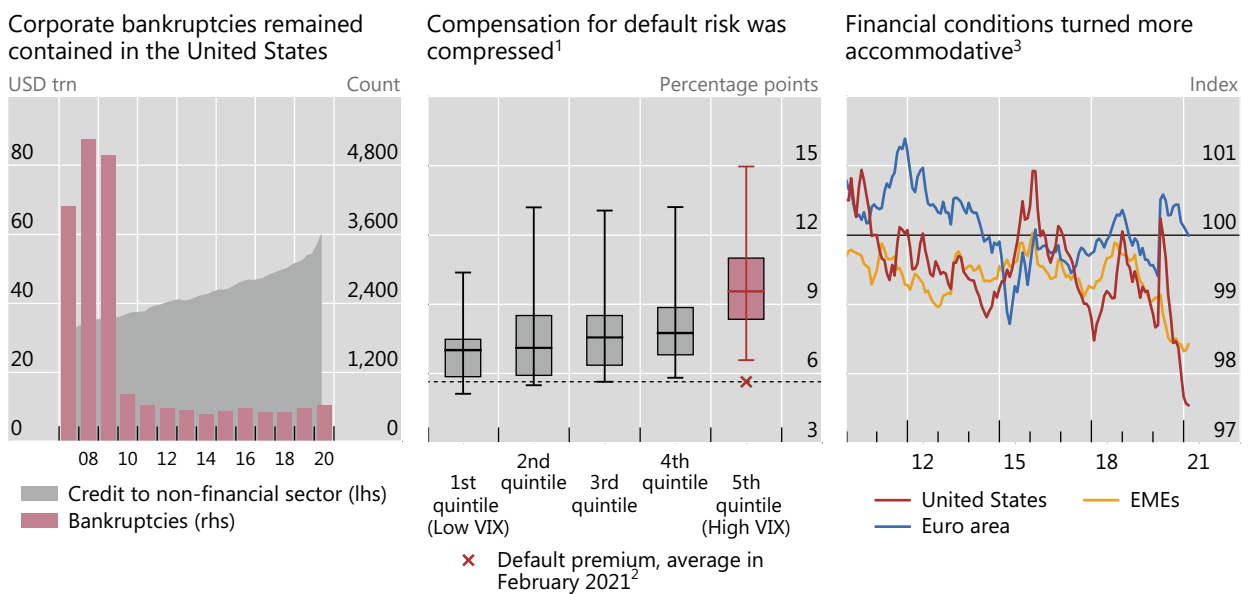 Corporate bankruptcies remained
contained in the United States
USD trn
Count
80
4,800
60
3,600
40
2,400
20
1,200
0
0
08
10
12
14
16
18
20
Credit to non-financial sector (lhs)
Bankruptcies (rhs)
Compensation for default risk was
compressed¹
Percentage points
15
12
9
6
3
1st
quintile
(Low VIX)
2nd
quintile
3rd
quintile
4th
quintile
5th
quintile
(High VIX)
Default premium, average in
February 2021²
Financial conditions turned more
accommodative³
Index
101
100
99
98
97
12
15
18
21
United States
EMEs
Euro area